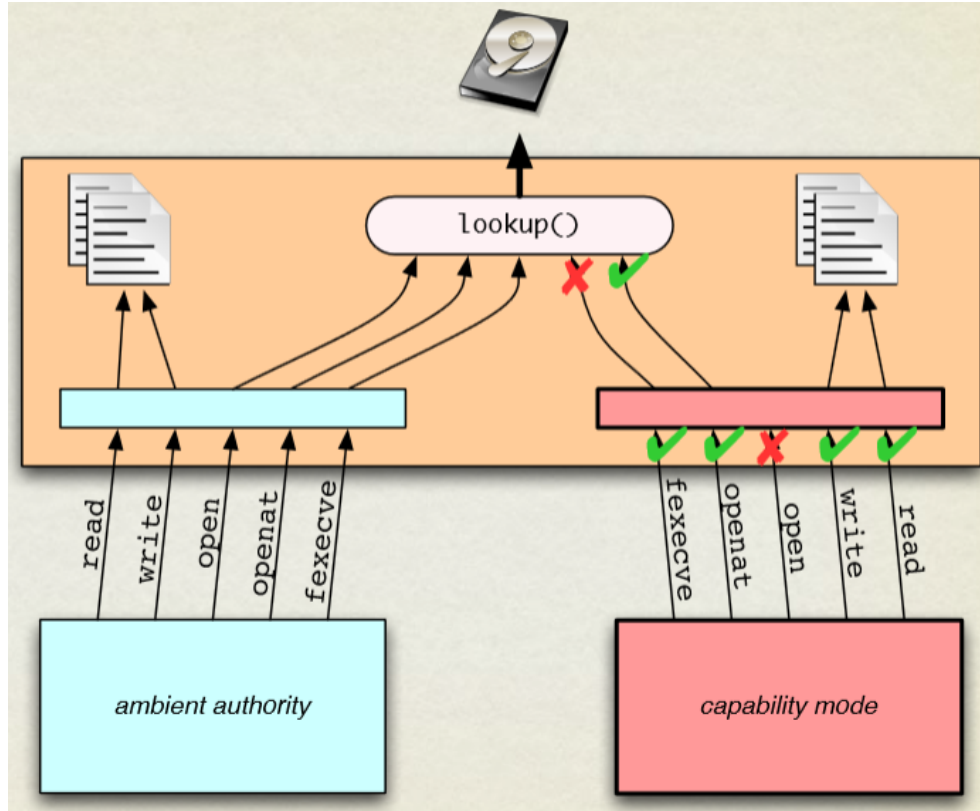 lookup()
read
write
open
openat
fexecve
fexecve
openat
open
write
read
ambient authority
capability mode